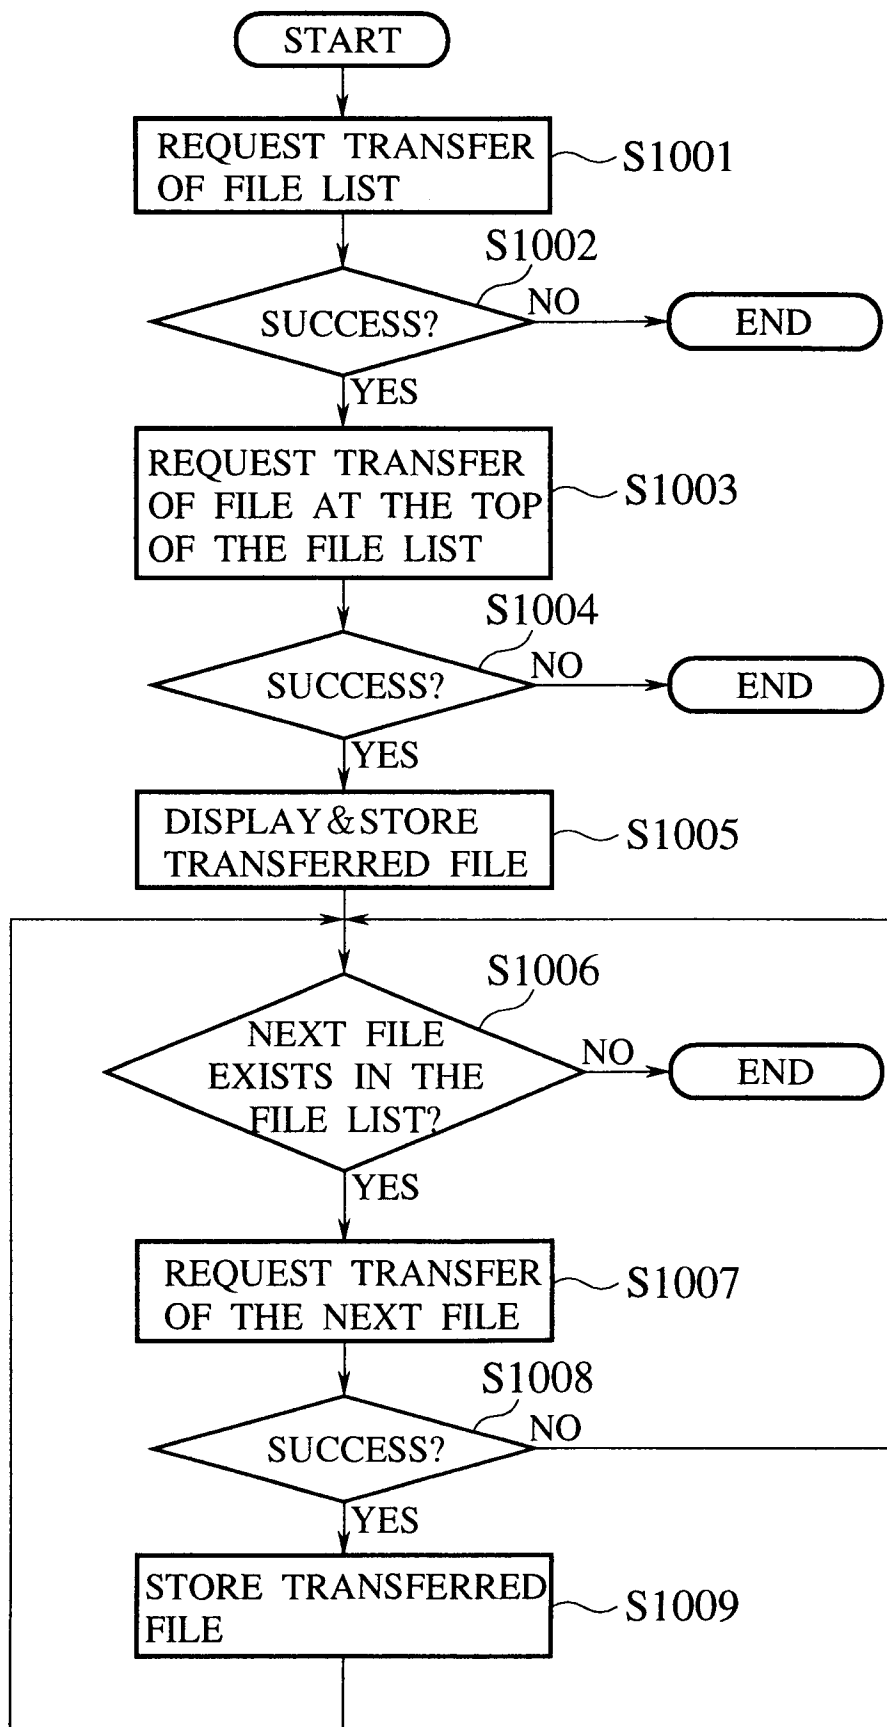 START
REQUEST TRANSFER
OF FILE LIST
S1001
S1002
SUCCESS?
NO
END
YES
REQUEST TRANSFER
OF FILE AT THE TOP
OF THE FILE LIST
S1003
S1004
SUCCESS?
NO
END
YES
DISPLAY&STORE
TRANSFERRED FILE
S1005
S1006
NEXT FILE
EXISTS IN THE
FILE LIST?
NO
END
YES
REQUEST TRANSFER
OF THE NEXT FILE
S1007
S1008
SUCCESS?
NO
YES
STORE TRANSFERRED
FILE
S1009